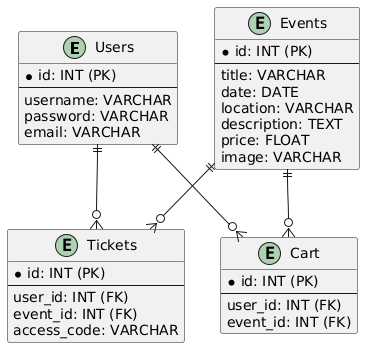 E Users
* id: INT (PK)
username: VARCHAR
password: VARCHAR
email: VARCHAR
E Events
* id: INT (PK)
title: VARCHAR
date: DATE
location: VARCHAR
description: TEXT
price: FLOAT
image: VARCHAR
E Tickets
* id: INT (PK)
user_id: INT (FK)
event_id: INT (FK)
access_code: VARCHAR
E Cart
* id: INT (PK)
user_id: INT (FK)
event_id: INT (FK)